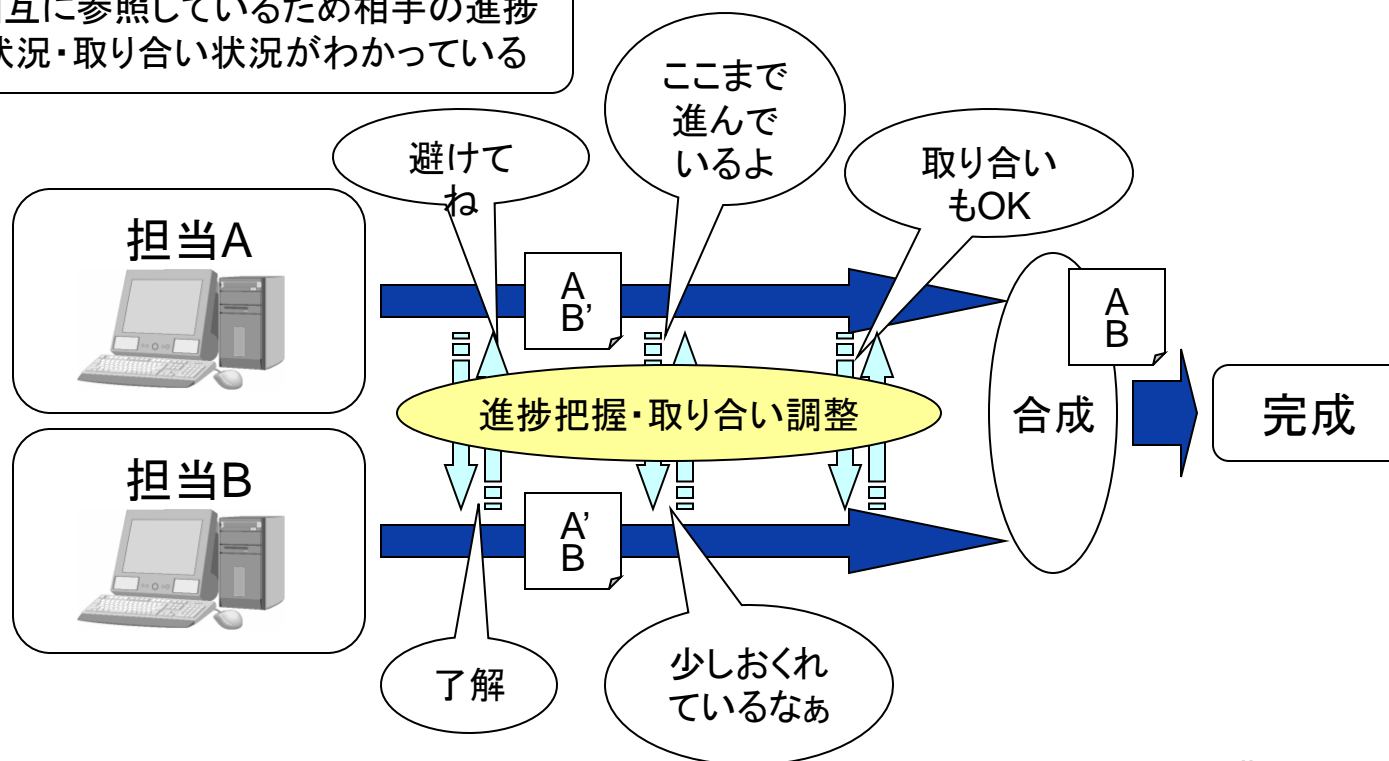 互に参照しているため相手の進捗
状況・取り合い状況がわかっている
ここまで
進んで
いるよ
避けて
ね
取り合い
もOK
担当A
A
B’
A
B
進捗把握・取り合い調整
合成
完成
担当B
A’
B
了解
少しおくれ
ているなぁ